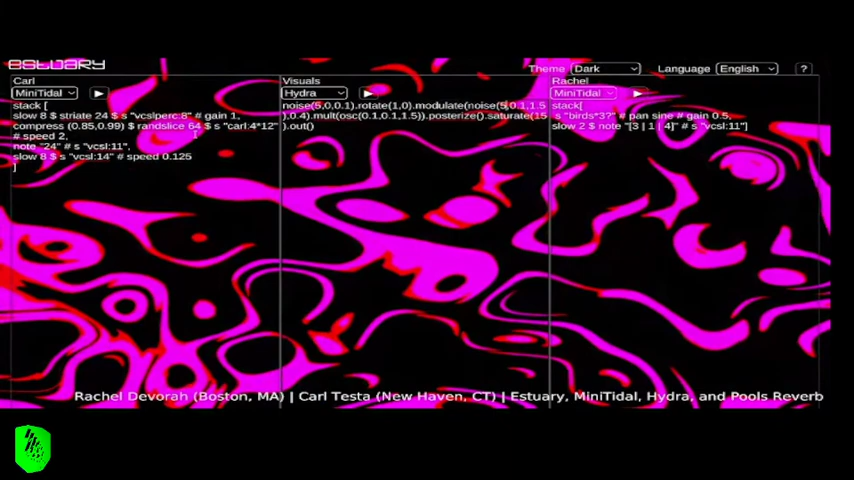 estuary
Theme Dark Language English ?
Carl
MiniTidal
stack [
slow 8 $ striate 24 $ s "vcslperc:8" # gain 1,
compress (0.85,0.99) $ randslice 64 $ s "carl:4*12"
# speed 2,
note "24" # s "vcsl:11",
slow 8 $ s "vcsl:14" # speed 0.125
]
Visuals
Hydra
noise(5,0,0.1).rotate(1,0).modulate(noise(5,0.1,1.5
),0.4).mult(osc(0.1,0.1,1.5)).posterize().saturate(15
).out()
Rachel
MiniTidal
stack[
s "birds*3?" # pan sine # gain 0.5,
slow 2 $ note "[3 | 1 | 4]" # s "vcsl:11"]
Rachel Devorah (Boston, MA) | Carl Testa (New Haven, CT) | Estuary, MiniTidal, Hydra, and Pools Reverb